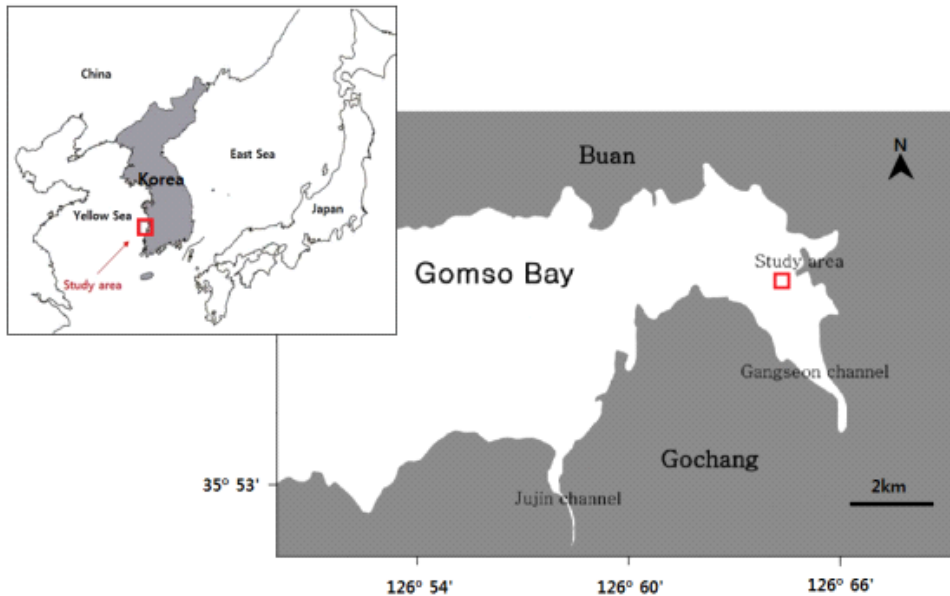 China
East Sea
Korea
Japan
Yellow Sea
Study area
Buan
N
Gomso Bay
Study area
Gangseon channel
Gochang
2km
35° 53'
Jujin channel
126° 54'
126° 60'
126° 66'